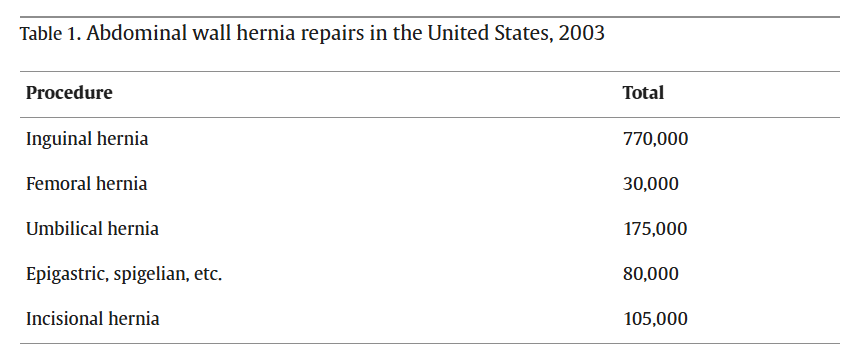 Table 1. Abdominal wall hernia repairs in the United States, 2003
Procedure Total
Inguinal hernia 770,000
Femoral hernia 30,000
Umbilical hernia 175,000
Epigastric, spigelian, etc. 80,000
Incisional hernia 105,000